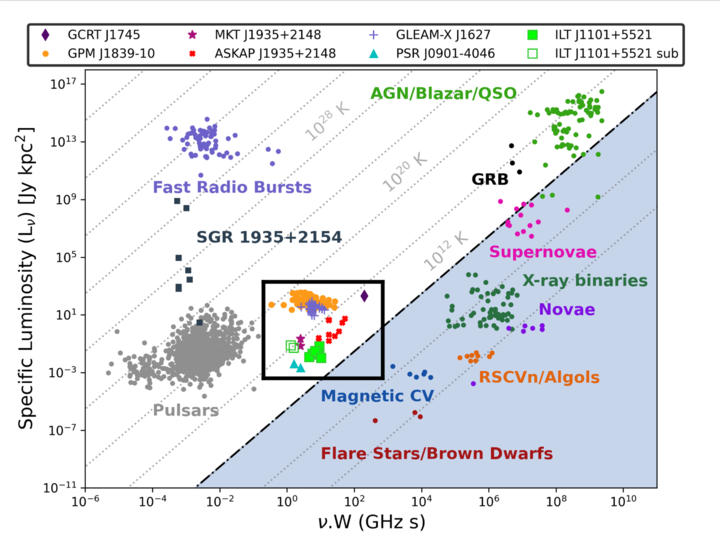 GCRT J1745 MKT J1935+2148 GLEAM-X J1627 ILT J1101+5521
GPM J1839-10 ASKAP J1935+2148 PSR J0901-4046 ILT J1101+5521 sub
10¹⁷
10¹³
10⁹
10⁵
10¹
10⁻³
10⁻⁷
10⁻¹¹
Specific Luminosity (Lν) [Jy kpc²]
AGN/Blazar/QSO
10²⁸ K
10²⁰ K
GRB
Fast Radio Bursts
SGR 1935+2154
10¹² K
Supernovae
X-ray binaries
Novae
RSCVn/Algols
Magnetic CV
Pulsars
Flare Stars/Brown Dwarfs
10⁻⁶ 10⁻⁴ 10⁻² 10⁰ 10² 10⁴ 10⁶ 10⁸ 10¹⁰
ν.W (GHz s)